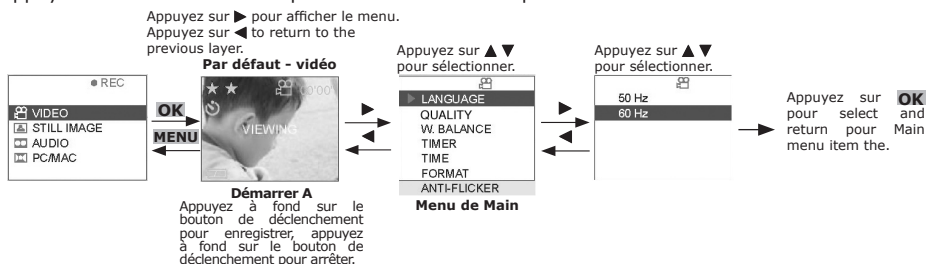 Appuyez sur ▶ pour afficher le menu.
Appuyez sur ◀ to return to the
previous layer.
Par défaut - vidéo
Appuyez sur ▲ ▼
pour sélectionner.
Appuyez sur ▲ ▼
pour sélectionner.
REC
VIDEO
STILL IMAGE
AUDIO
PC/MAC
OK
MENU
00:00
VIEWING
Démarrer A
Appuyez à fond sur le
bouton de déclenchement
pour enregistrer, appuyez
à fond sur le bouton de
déclenchement pour arrêter.
LANGUAGE
QUALITY
W. BALANCE
TIMER
TIME
FORMAT
ANTI-FLICKER
Menu de Main
50 Hz
60 Hz
Appuyez sur OK
pour select and
return pour Main
menu item the.